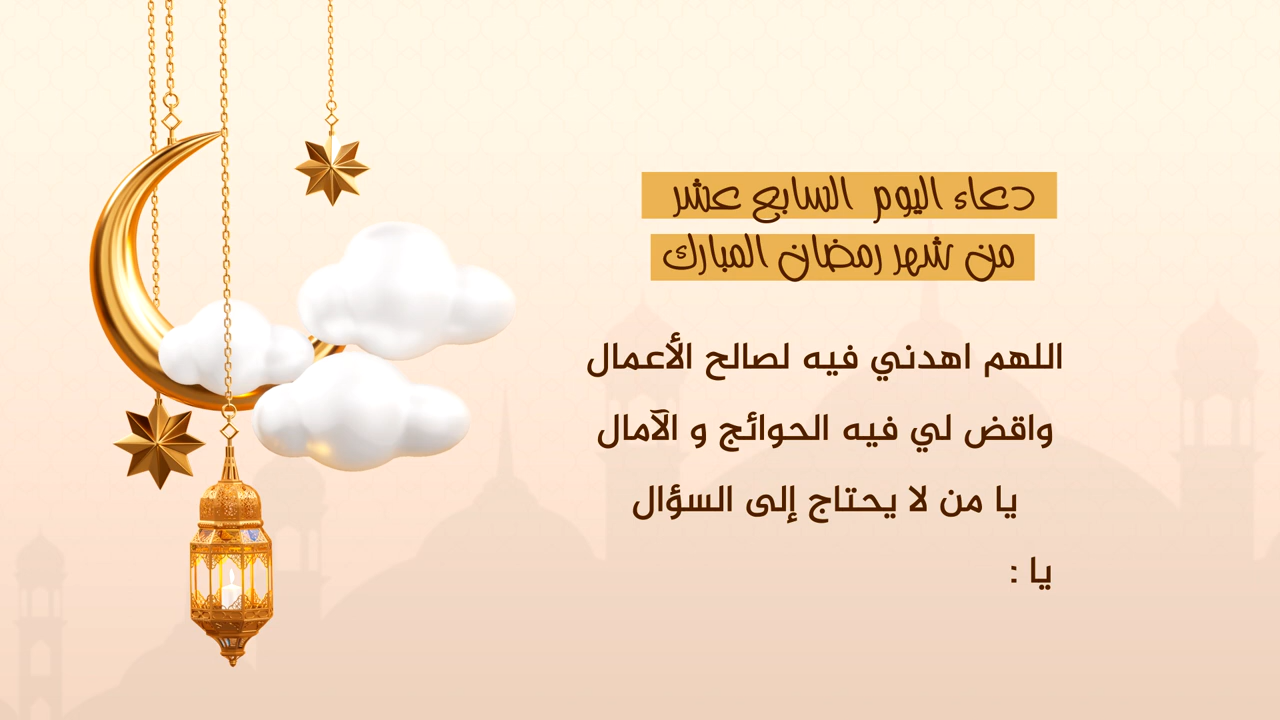 دعاء اليوم السابع عشر
من شهر رمضان المبارك
اللهم اهدني فيه لصالح الأعمال
واقض لي فيه الحوائج و الآمال
يا من لا يحتاج إلى السؤال
يا :